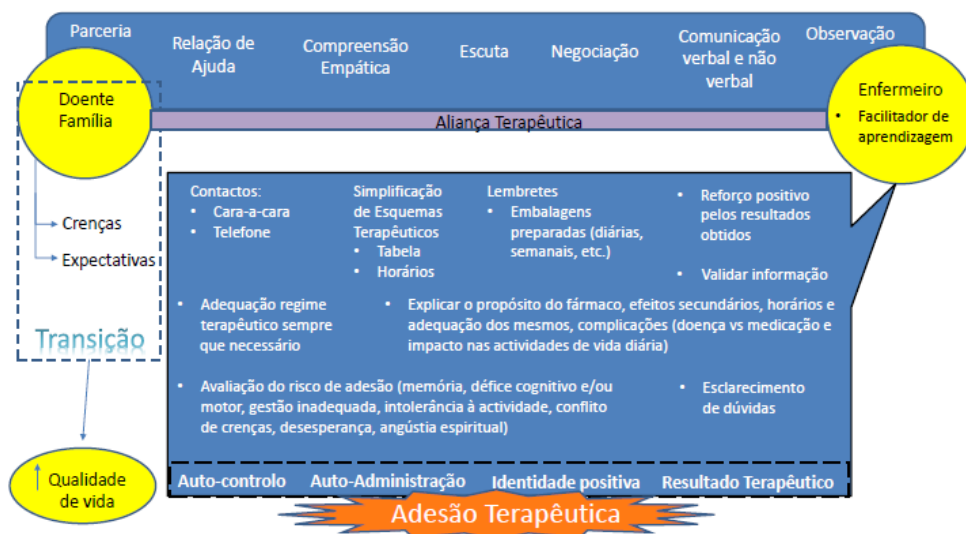 Parceria
Relação de
Ajuda
Compreensão
Empática
Escuta
Negociação
Comunicação
verbal e não
verbal
Observação
Doente
Família
Aliança Terapêutica
Enfermeiro
• Facilitador de
aprendizagem
Crenças
Expectativas
Transição
Qualidade
de vida
Contactos:
• Cara-a-cara
• Telefone
Simplificação
de Esquemas
Terapêuticos
• Tabela
• Horários
Lembretes
• Embalagens
preparadas (diárias,
semanais, etc.)
• Reforço positivo
pelos resultados
obtidos
• Validar informação
• Adequação regime
terapêutico sempre
que necessário
• Explicar o propósito do fármaco, efeitos secundários, horários e
adequação dos mesmos, complicações (doença vs medicação e
impacto nas actividades de vida diária)
• Avaliação do risco de adesão (memória, défice cognitivo e/ou
motor, gestão inadequada, intolerância à actividade, conflito
de crenças, desesperança, angústia espiritual)
• Esclarecimento
de dúvidas
Auto-controlo Auto-Administração Identidade positiva Resultado Terapêutico
Adesão Terapêutica